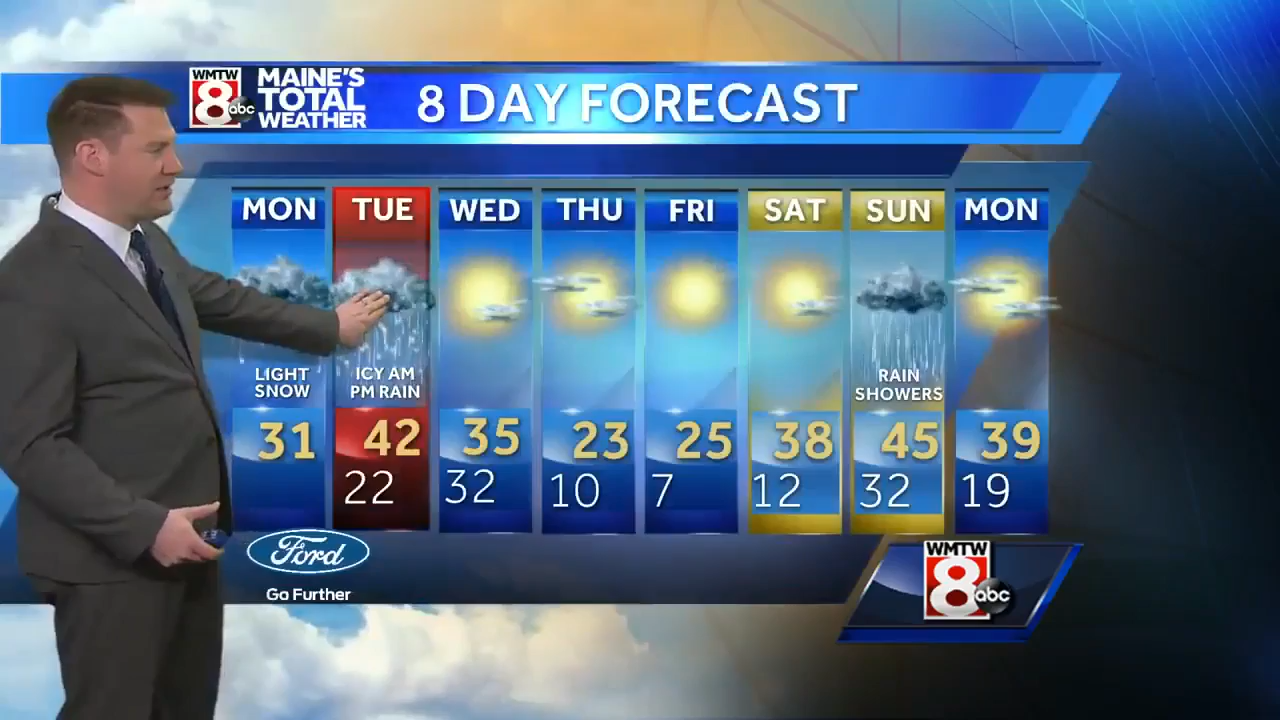 WMTW
8
abc
MAINE'S
TOTAL
WEATHER
8 DAY FORECAST
MON
TUE
WED
THU
FRI
SAT
SUN
MON
LIGHT
SNOW
ICY AM
PM RAIN
RAIN
SHOWERS
31
42
35
23
25
38
45
39
22
32
10
7
12
32
19
Ford
Go Further
WMTW
8
abc